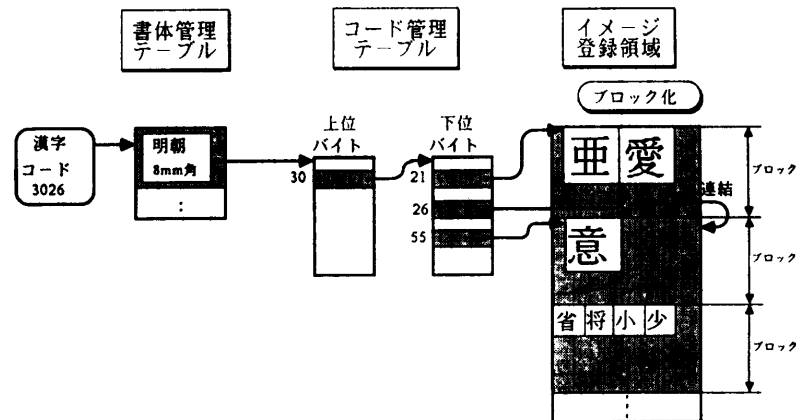 書体管理
テーブル
コード管理
テーブル
イメージ
登録領域
ブロック化
漢字
コード
3026
明朝
8mm角
:
上位
バイト
30
下位
バイト
21
26
55
亜愛
意
省将小少
連結
ブロック
ブロック
ブロック